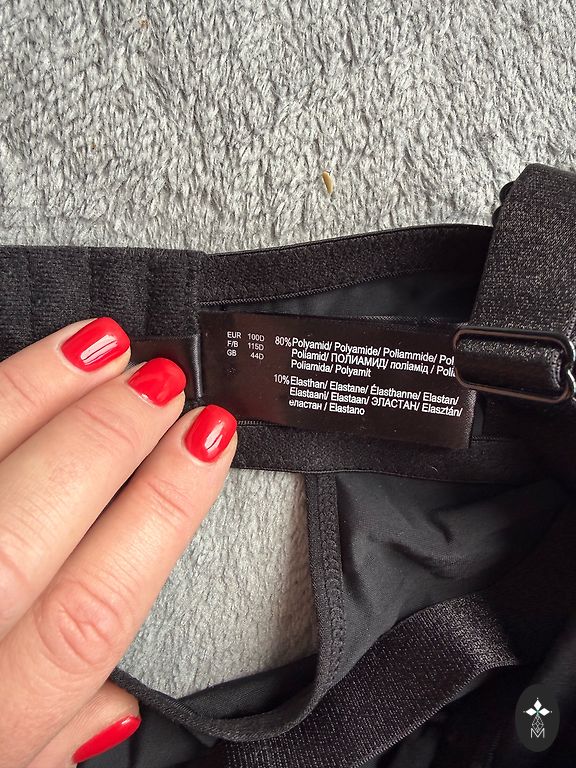 EUR 100D
F/B 115D
GB 44D
80% Polyamid/ Polyamide/ Poliammide/
Poliamid/ ПОЛИАМИД/ поліамід /
Poliamida/ Polyamit
10% Elasthan/ Elastane/ Élasthanne/ Elastan/
Elastaani/ Elastaan/ ЭЛАСТАН/ Elasztán/
еластан / Elastano